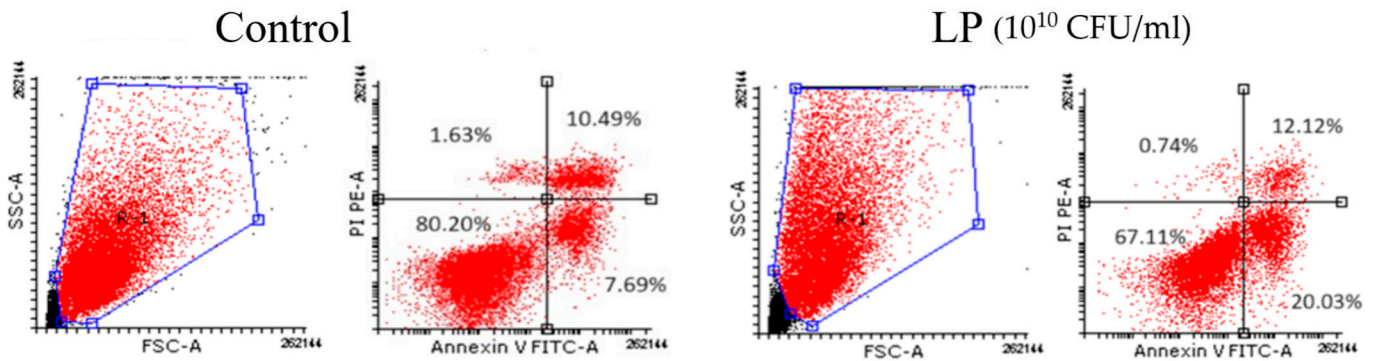 Control
LP (10¹⁰ CFU/ml)
262144
SSC-A
R-1
FSC-A
262144
262144
PI PE-A
1.63%
10.49%
80.20%
7.69%
Annexin V FITC-A
262144
262144
SSC-A
R-1
FSC-A
262144
262144
PI PE-A
0.74%
12.12%
67.11%
20.03%
Annexin V FITC-A
262144